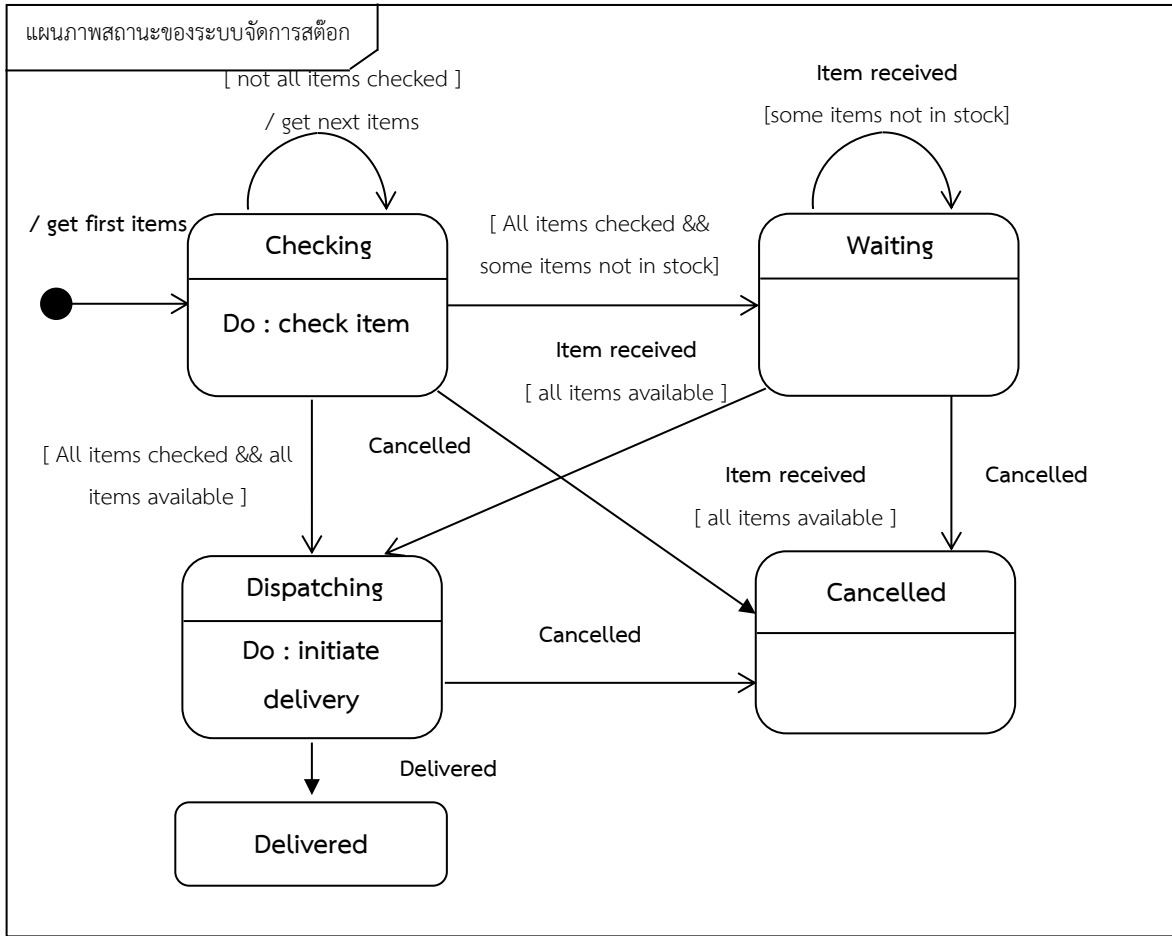 แผนภาพสถานะของระบบจัดการสต๊อก
[ not all items checked ]
/ get next items
Item received
[some items not in stock]
/ get first items
Checking
Do : check item
[ All items checked &&
some items not in stock]
Waiting
Item received
[ all items available ]
[ All items checked && all
items available ]
Cancelled
Item received
[ all items available ]
Cancelled
Dispatching
Do : initiate
delivery
Cancelled
Cancelled
Delivered
Delivered